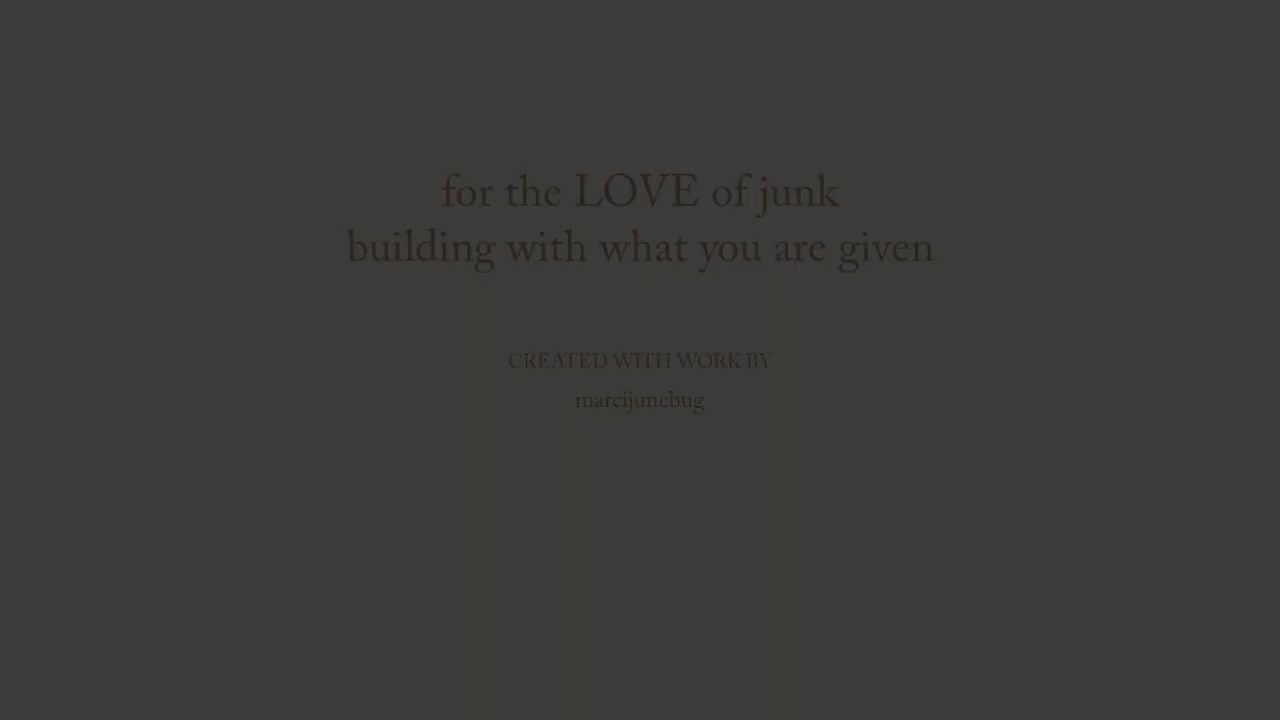 for the LOVE of junk
building with what you are given
CREATED WITH WORK BY
marcijunebug